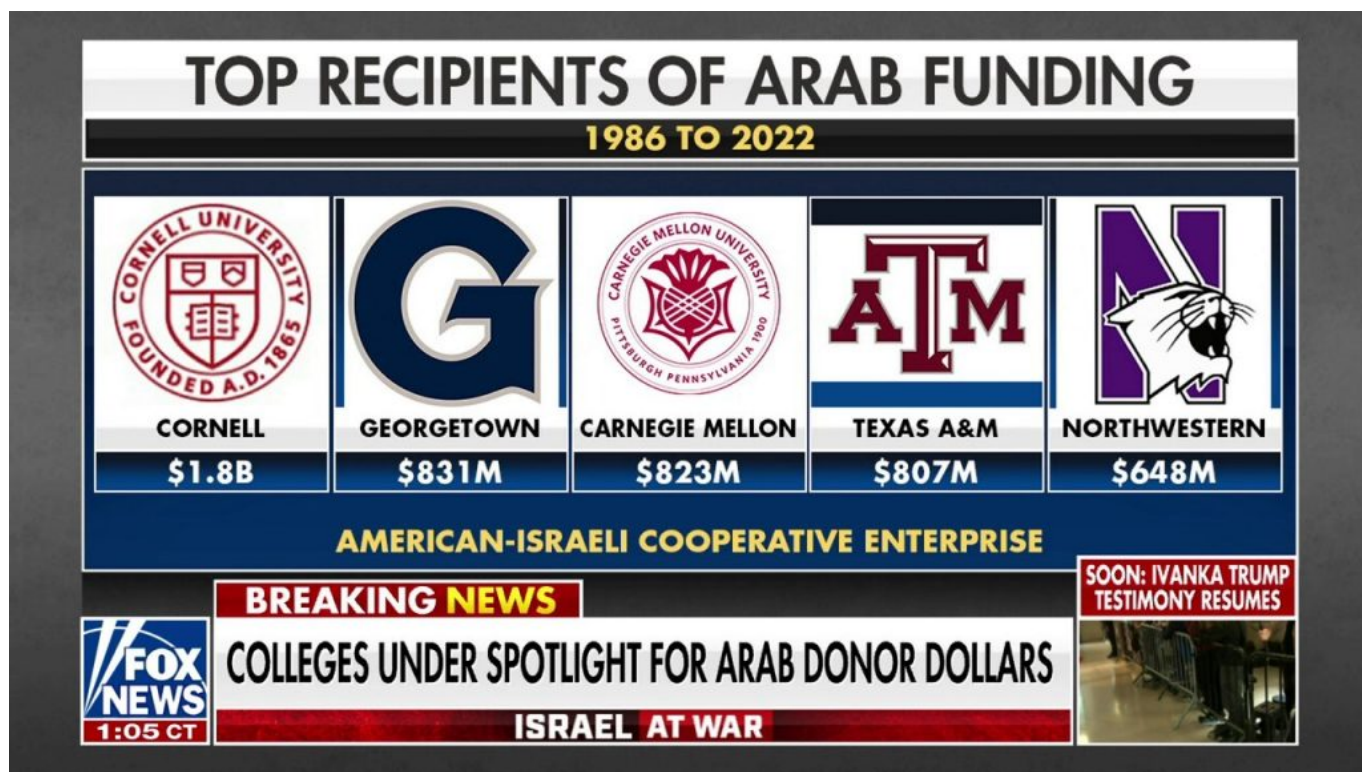 TOP RECIPIENTS OF ARAB FUNDING
1986 TO 2022
CORNELL UNIVERSITY
FOUNDED A.D. 1865
G
CARNEGIE MELLON UNIVERSITY
PITTSBURGH PENNSYLVANIA 1900
ATM
N
CORNELL
GEORGETOWN
CARNEGIE MELLON
TEXAS A&M
NORTHWESTERN
$1.8B
$831M
$823M
$807M
$648M
AMERICAN-ISRAELI COOPERATIVE ENTERPRISE
SOON: IVANKA TRUMP
TESTIMONY RESUMES
BREAKING NEWS
COLLEGES UNDER SPOTLIGHT FOR ARAB DONOR DOLLARS
FOX
NEWS
1:05 CT
ISRAEL AT WAR